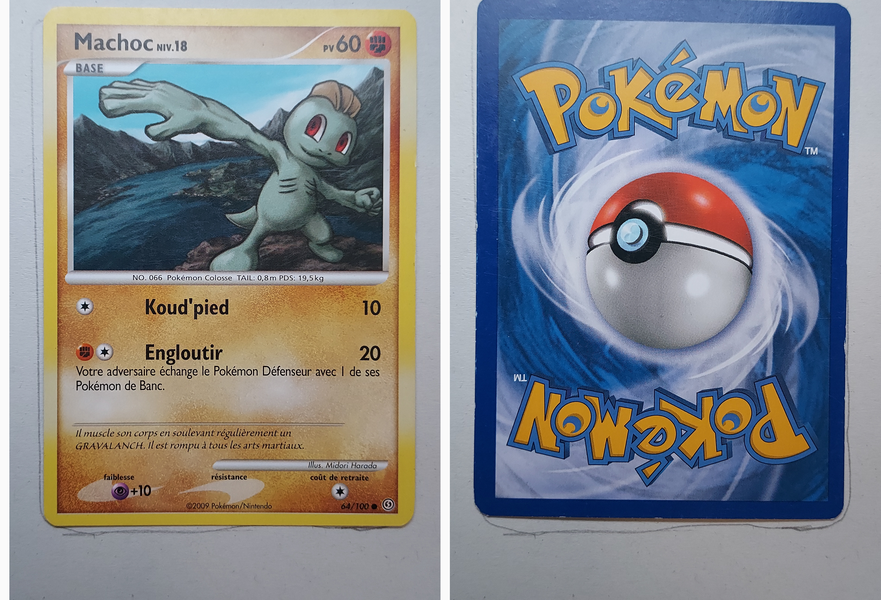 Machoc NIV.18
PV 60
BASE
NO. 066 Pokémon Colosse TAIL: 0,8m PDS: 19,5kg
Koud'pied 10
Engloutir 20
Votre adversaire échange le Pokémon Défenseur avec 1 de ses
Pokémon de Banc.
Il muscle son corps en soulevant régulièrement un
GRAVALANCH. Il est rompu à tous les arts martiaux.
Illus. Midori Harada
faiblesse résistance coût de retraite
+10
©2009 Pokémon/Nintendo 64/100
POKéMON
TM
POKéMON
TM